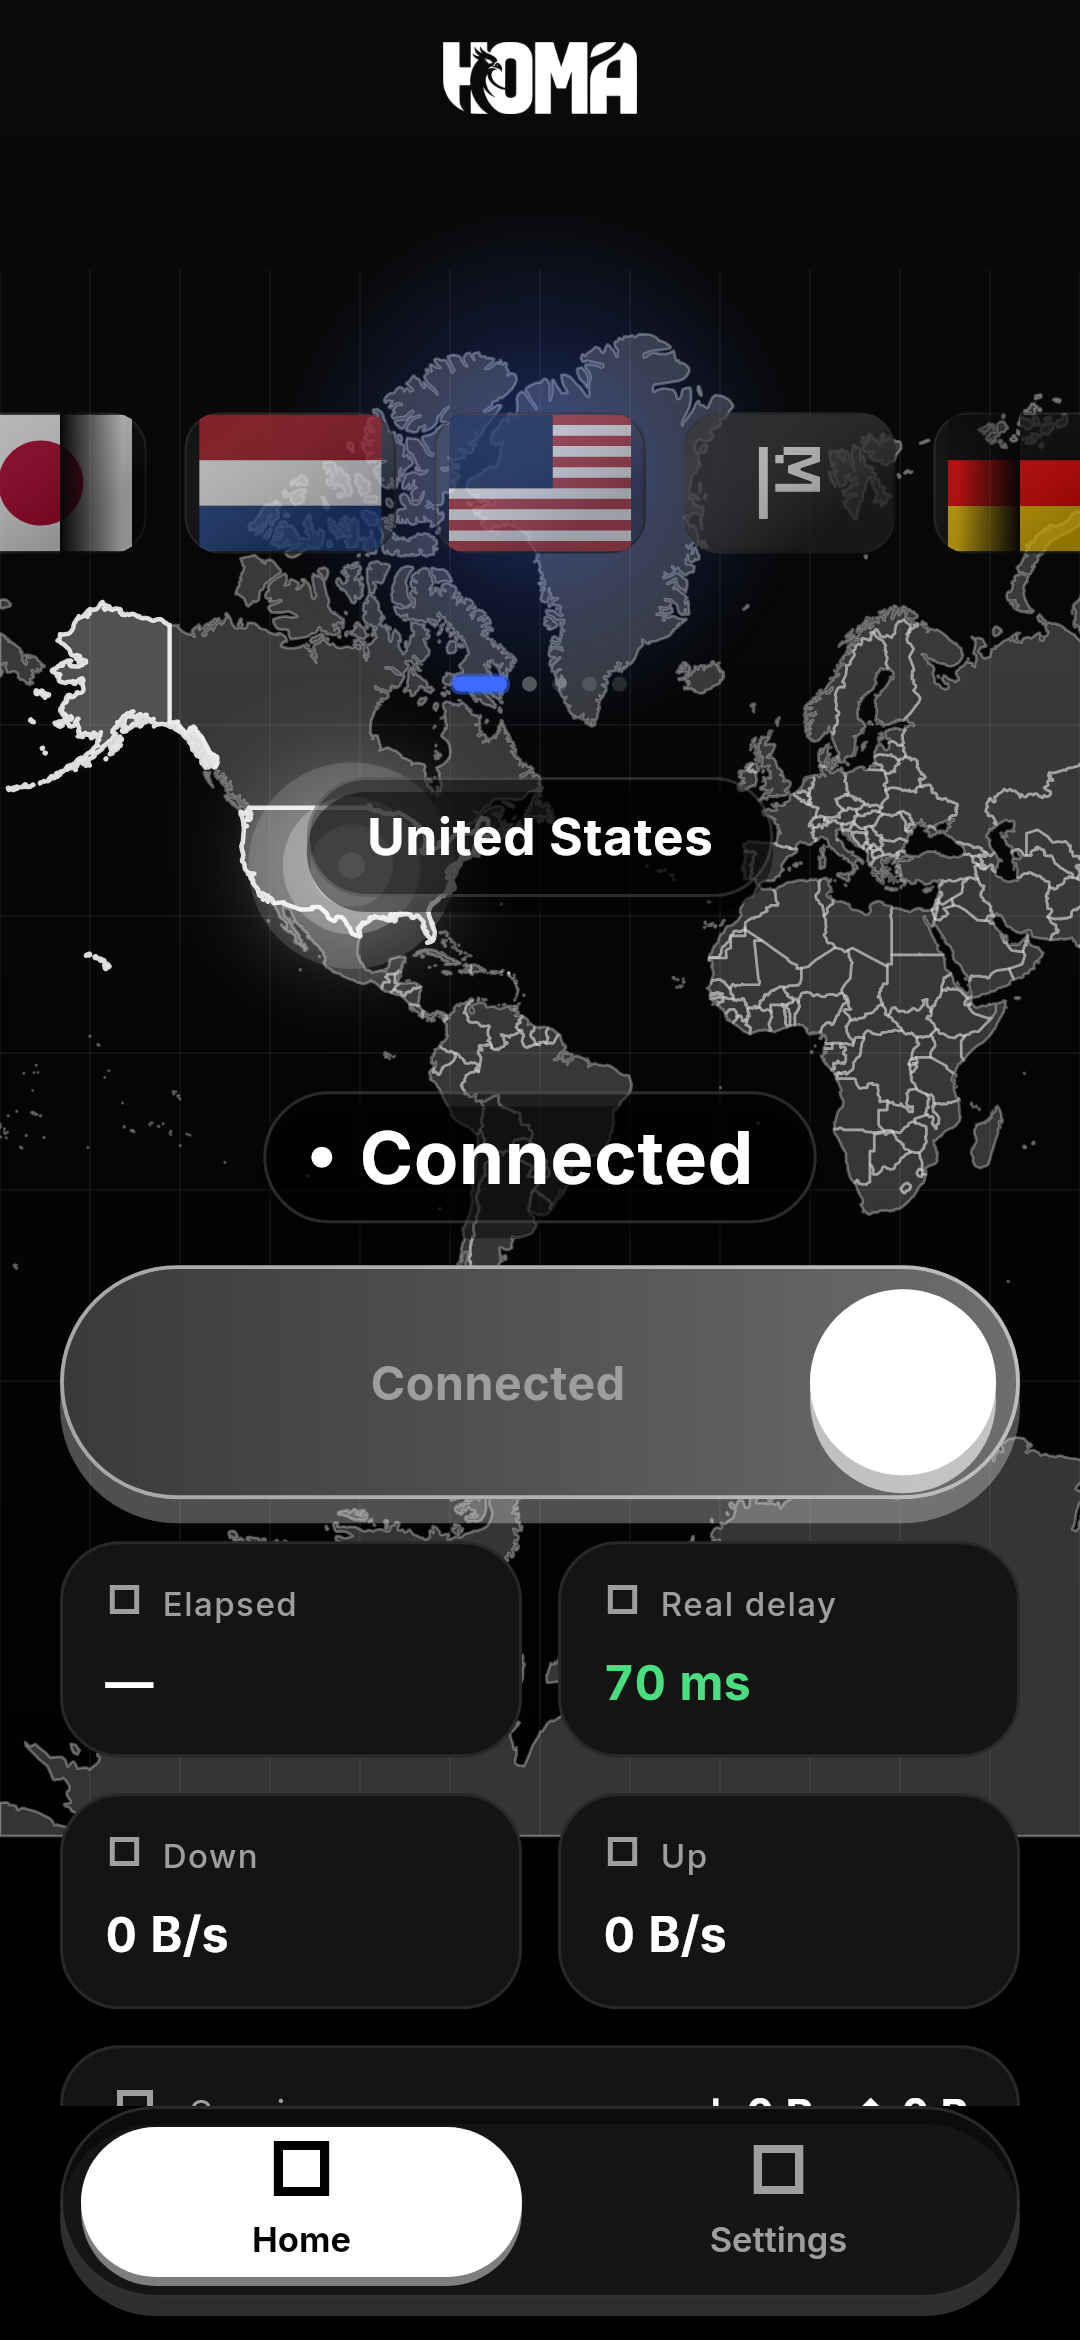 HOMA
United States
• Connected
Connected
Elapsed
Real delay
—
70 ms
Down
Up
0 B/s
0 B/s
Home
Settings